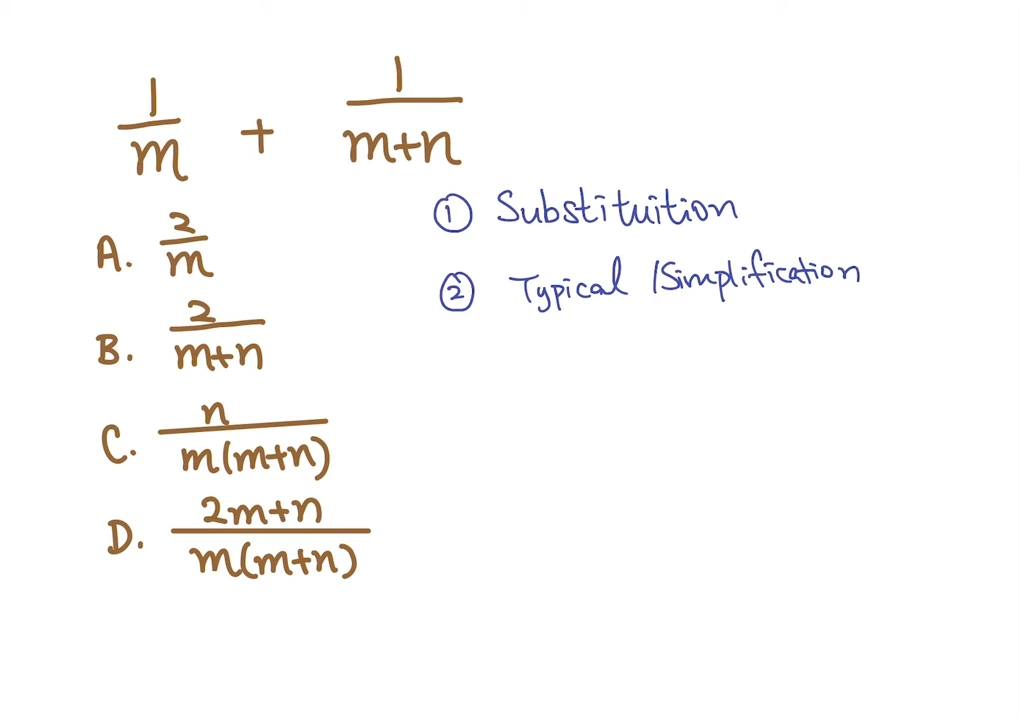 1/m + 1/(m+n)
① Substituition
A. 2/m
② Typical /Simplification
B. 2/(m+n)
C. n/(m(m+n))
D. (2m+n)/(m(m+n))